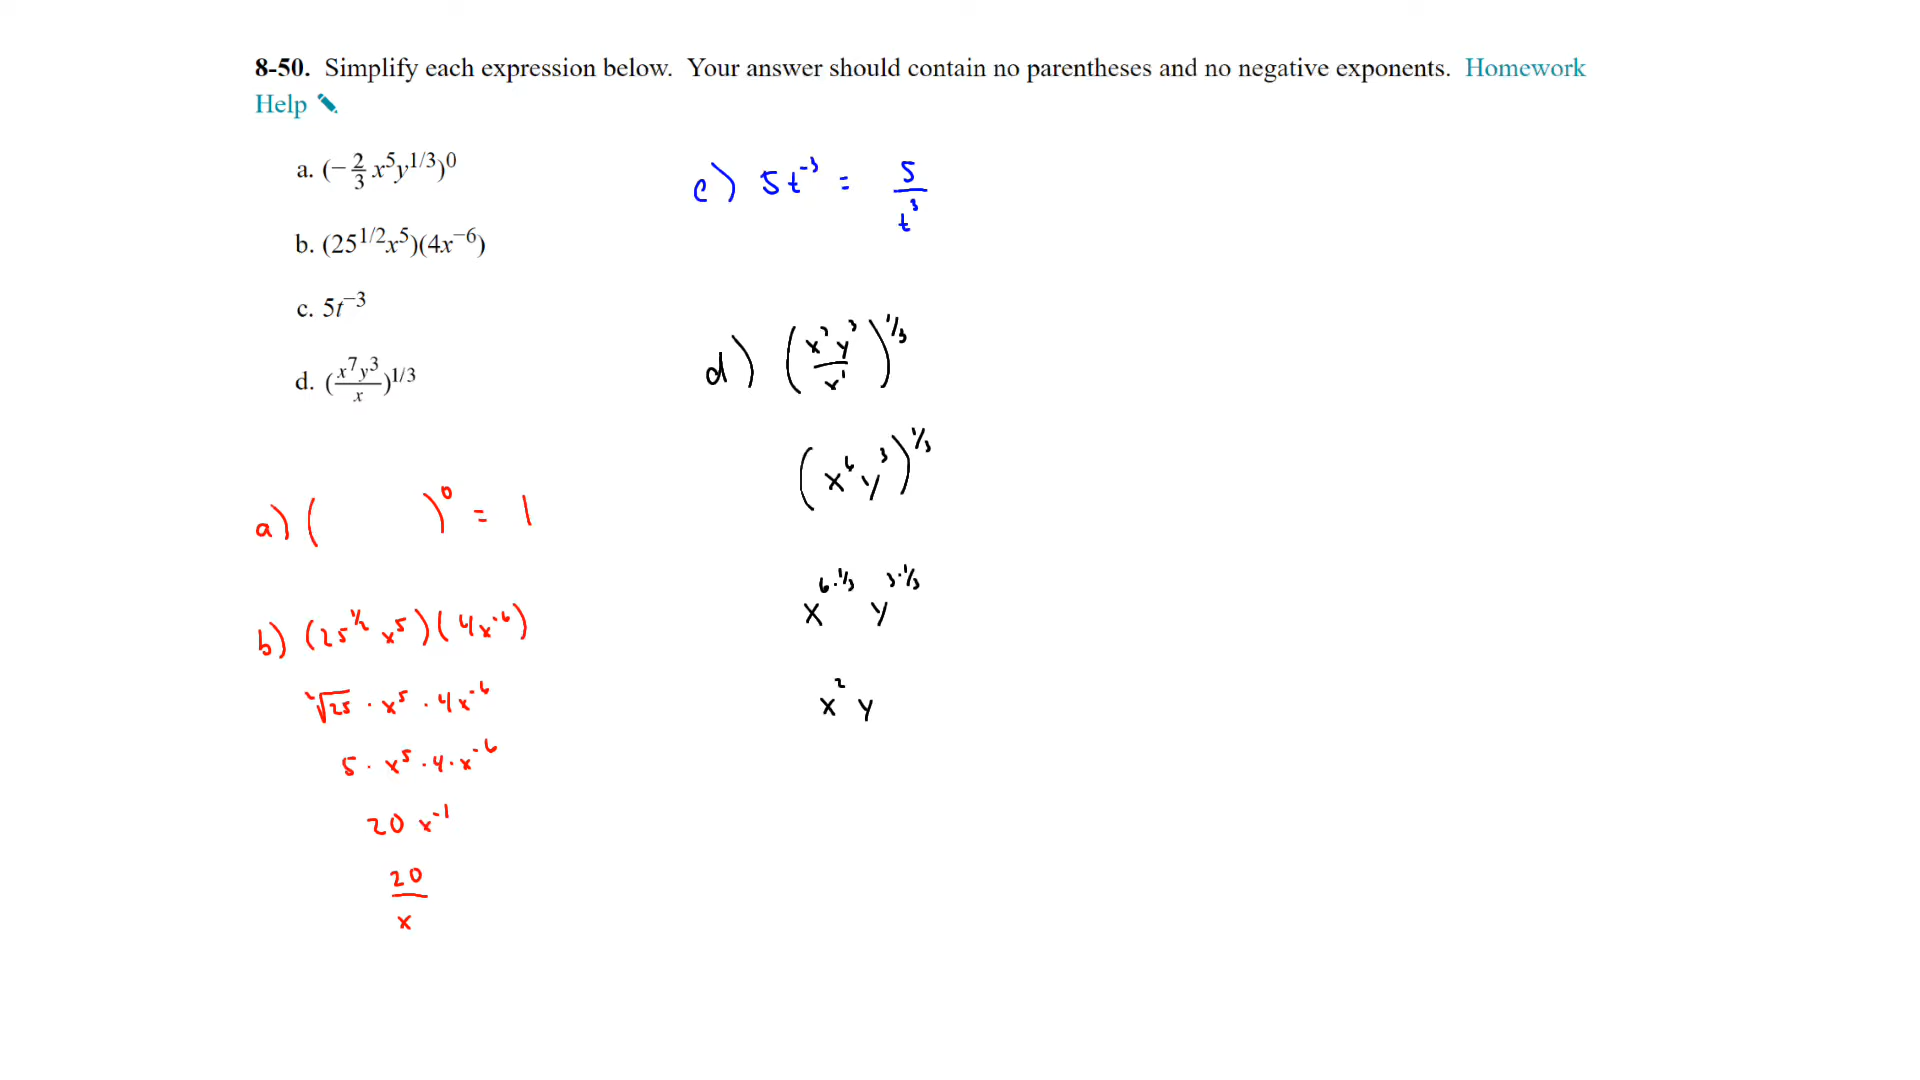 8-50. Simplify each expression below. Your answer should contain no parentheses and no negative exponents. Homework
Help
a. (−2/3 x^5y^1/3)^0
b. (25^1/2x^5)(4x^−6)
c. 5t^−3
d. (x^7y^3/x)^1/3
a) (          )^0 = 1
b) (25^1/2 x^5)(4x^-6)
²√25 · x^5 · 4x^-6
5 · x^5 · 4 · x^-6
20 x^-1
20/x
c) 5t^-3 = 5/t^3
d) (x^7 y^3/x^1)^1/3
(x^6 y^3)^1/3
x^6·1/3 y^3·1/3
x^2 y